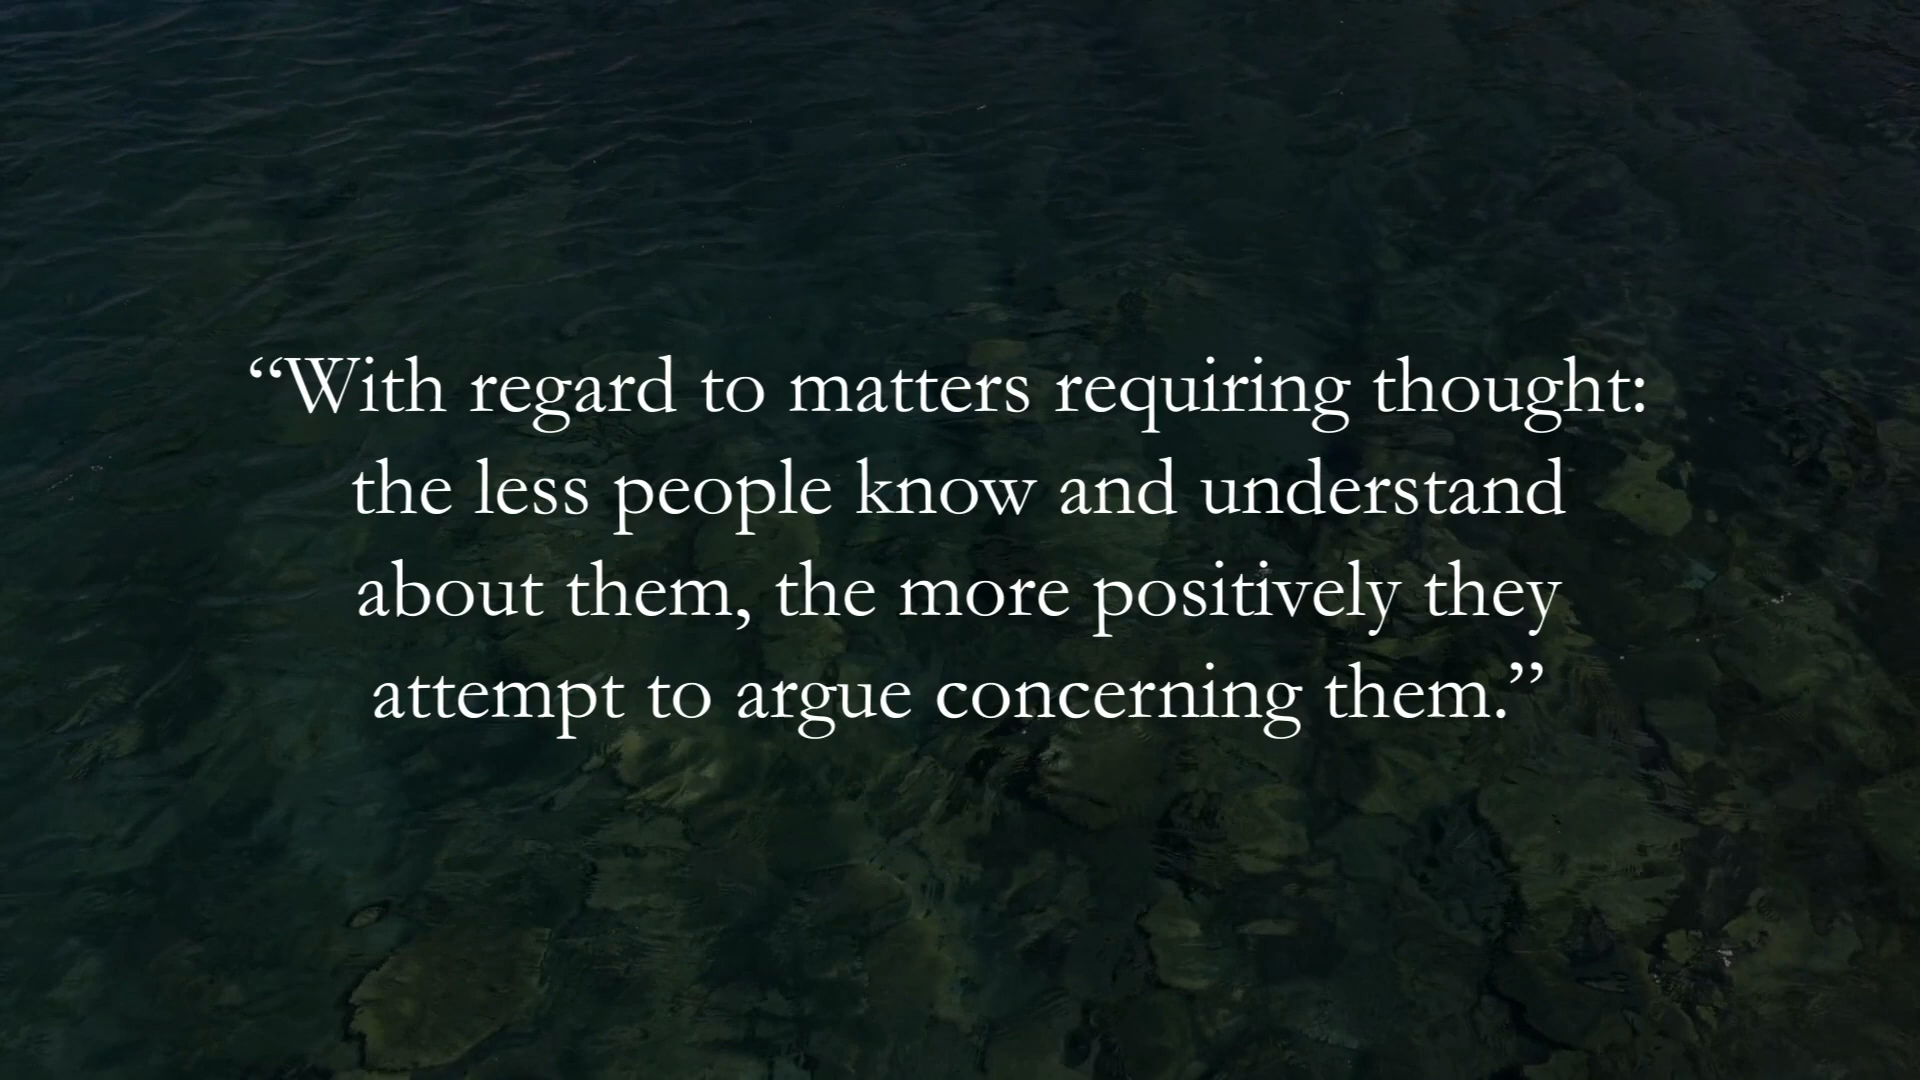 “With regard to matters requiring thought:
the less people know and understand
about them, the more positively they
attempt to argue concerning them.”